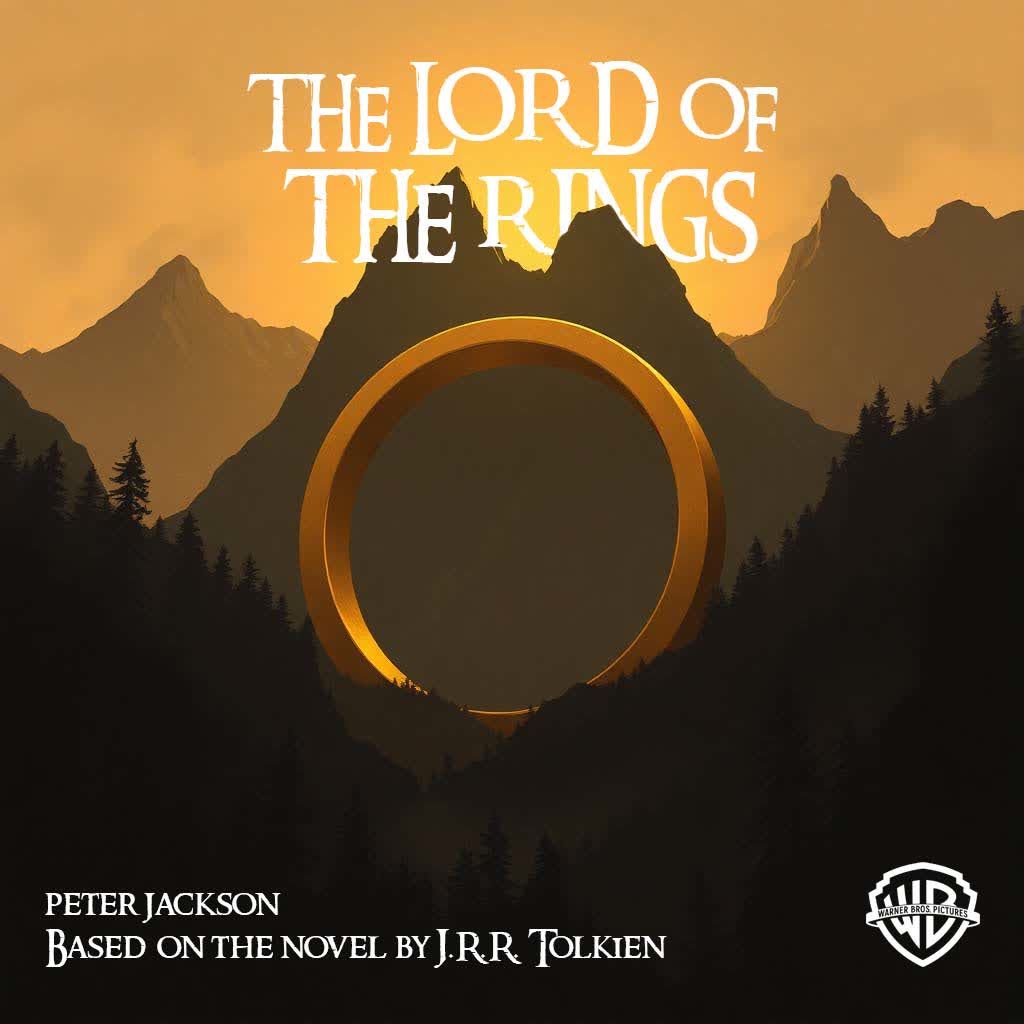 THE LORD OF
THE RINGS
PETER JACKSON
BASED ON THE NOVEL BY J.R.R. TOLKIEN
WB
WARNER BROS. PICTURES